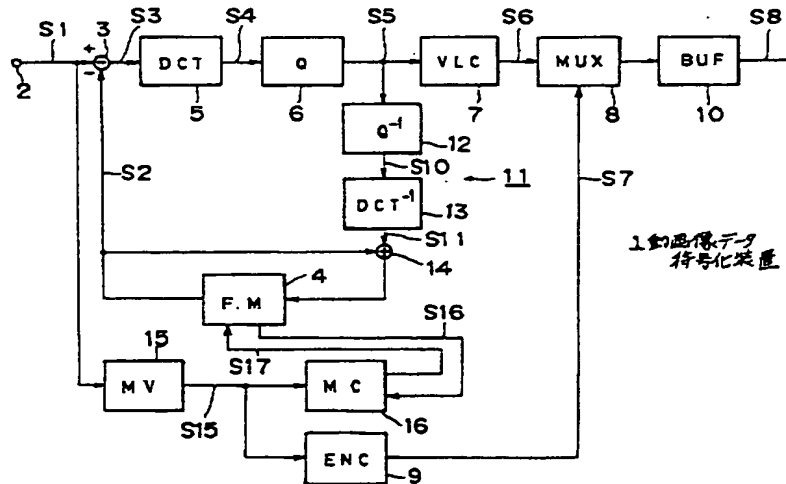 S1
3
S3
S4
S5
S6
S8
+
-
2
DCT
5
Q
6
VLC
7
MUX
8
BUF
10
Q⁻¹
12
S10
S2
11
S7
DCT⁻¹
13
S11
14
1動画像データ
符号化装置
4
F.M
S16
15
S17
MV
MC
S15
16
ENC
9